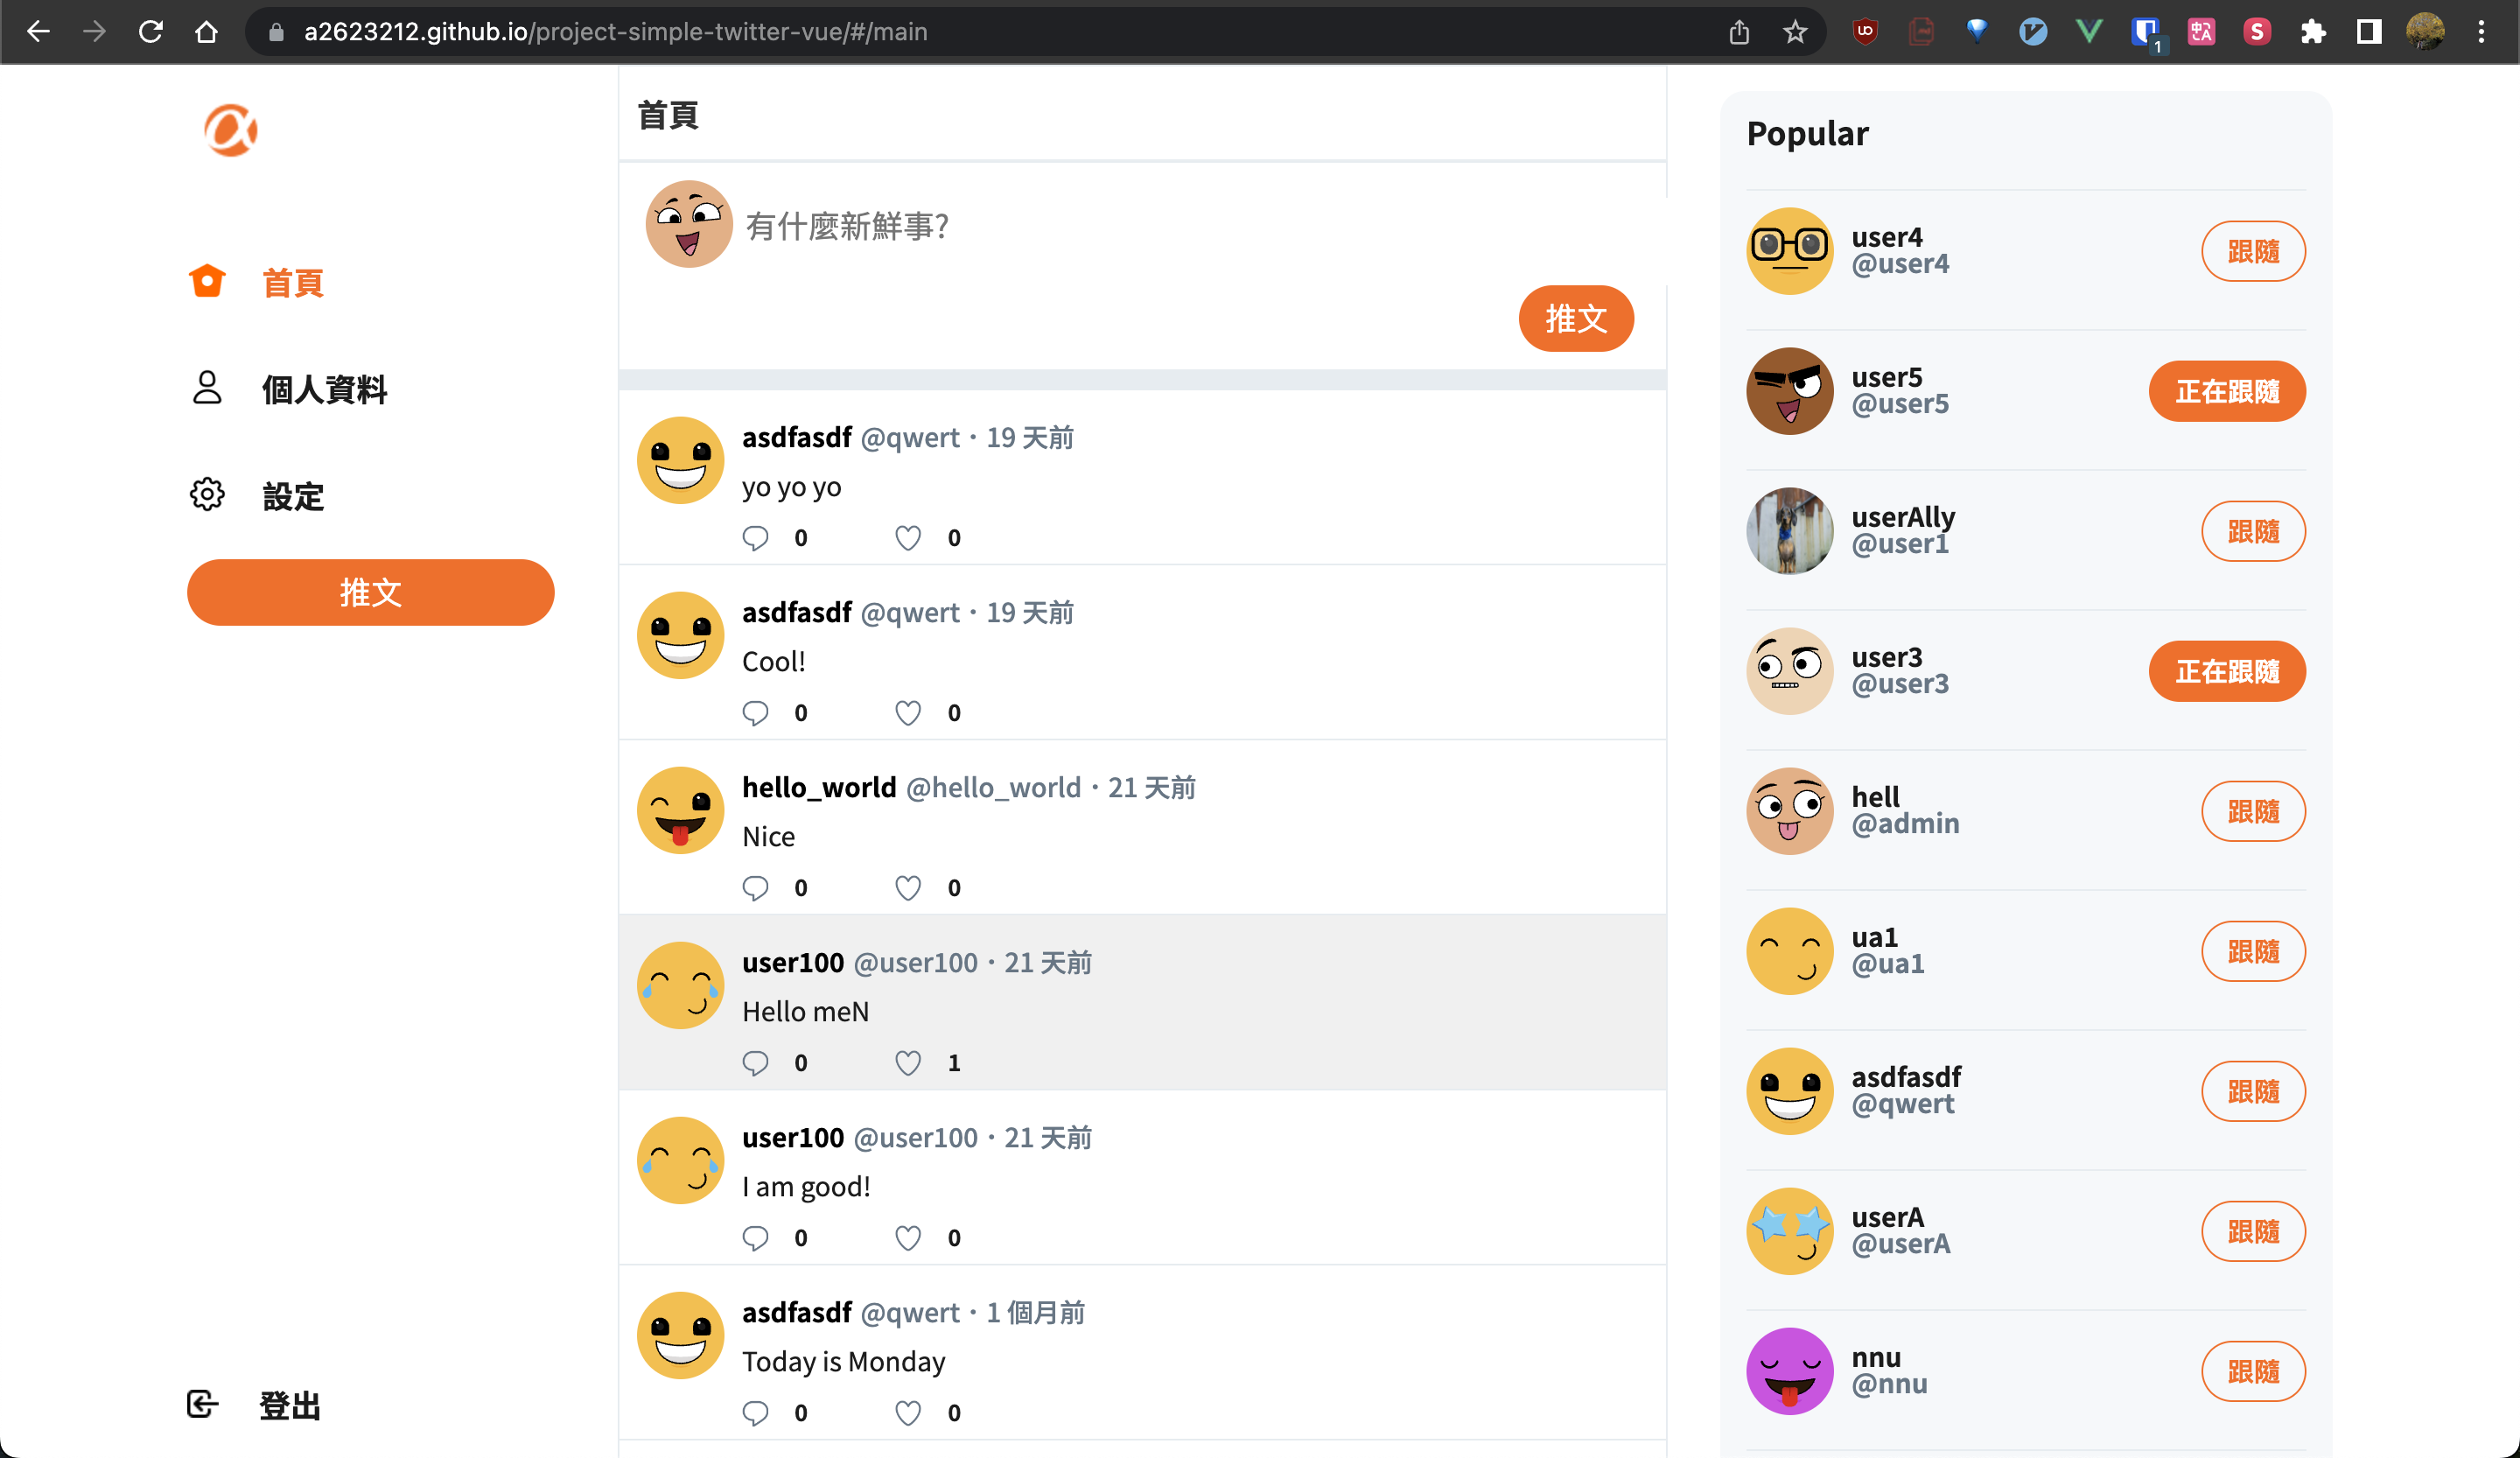 a2623212.github.io/project-simple-twitter-vue/#/main
1
首頁
個人資料
設定
推文
登出
首頁
有什麼新鮮事?
推文
asdfasdf @qwert・19 天前
yo yo yo
0 0
asdfasdf @qwert・19 天前
Cool!
0 0
hello_world @hello_world・21 天前
Nice
0 0
user100 @user100・21 天前
Hello meN
0 1
user100 @user100・21 天前
I am good!
0 0
asdfasdf @qwert・1 個月前
Today is Monday
0 0
Popular
user4
@user4
跟隨
user5
@user5
正在跟隨
userAlly
@user1
跟隨
user3
@user3
正在跟隨
hell
@admin
跟隨
ua1
@ua1
跟隨
asdfasdf
@qwert
跟隨
userA
@userA
跟隨
nnu
@nnu
跟隨